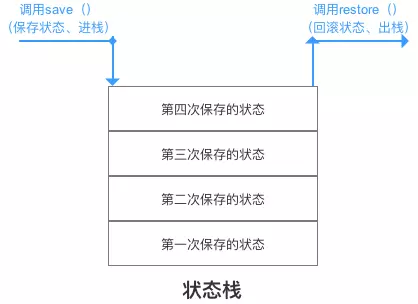 调用save（）
（保存状态、进栈）
调用restore（）
（回滚状态、出栈）
第四次保存的状态
第三次保存的状态
第二次保存的状态
第一次保存的状态
状态栈